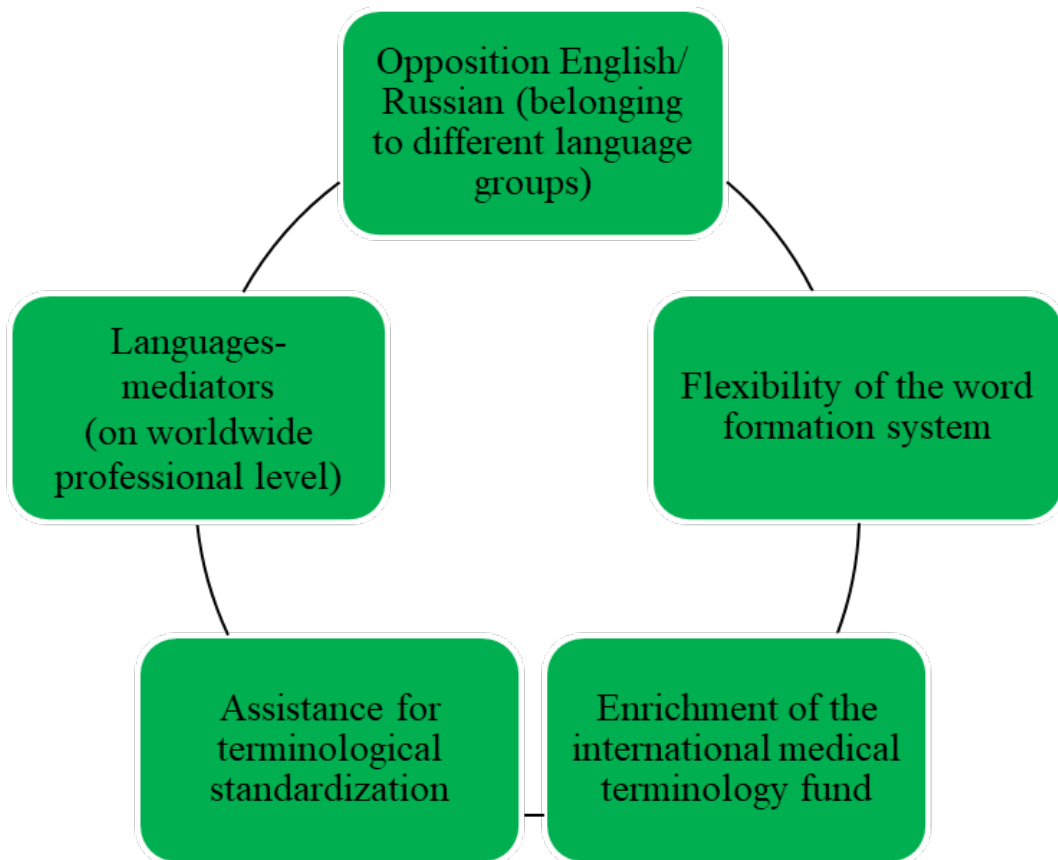 Opposition English/
Russian (belonging
to different language
groups)
Flexibility of the word
formation system
Enrichment of the
international medical
terminology fund
Assistance for
terminological
standardization
Languages-
mediators
(on worldwide
professional level)